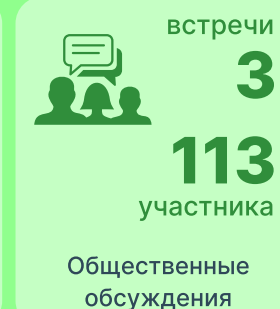 встречи
3
113
участника
Общественные
обсуждения